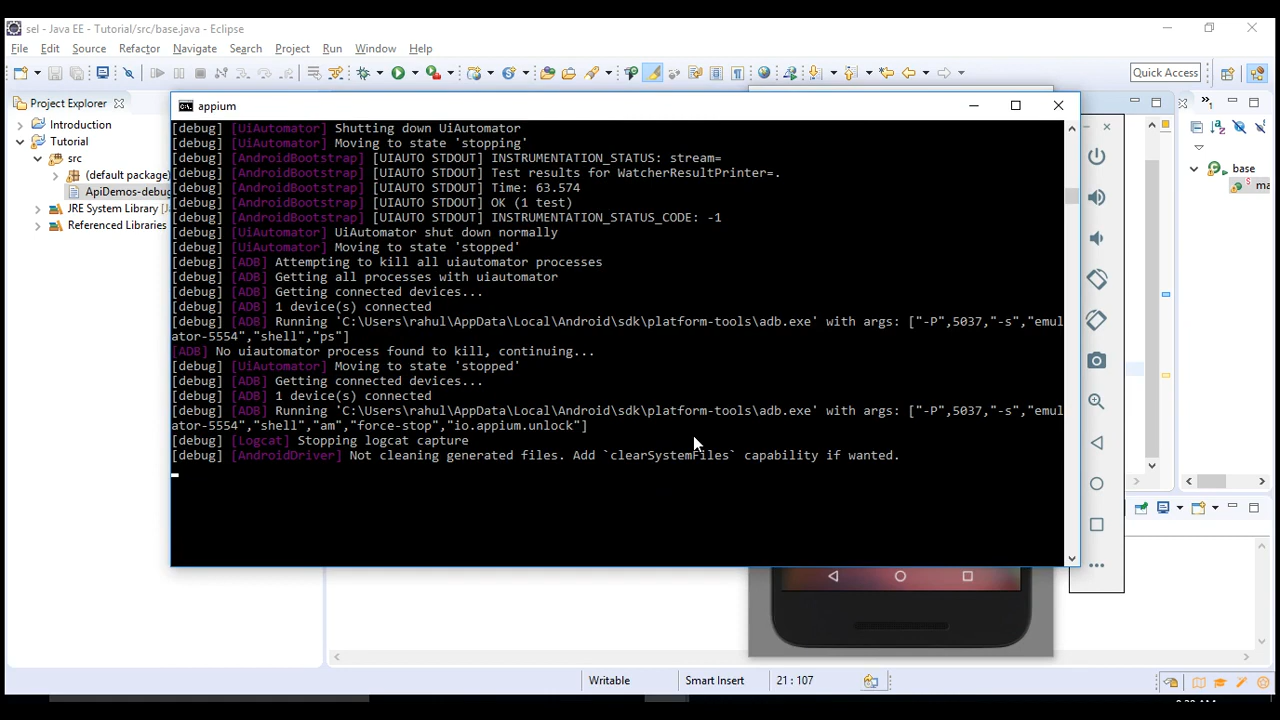 sel - Java EE - Tutorial/src/base.java - Eclipse
File Edit Source Refactor Navigate Search Project Run Window Help
Quick Access
Project Explorer
appium
Introduction
Tutorial
src
(default package)
ApiDemos-debug
JRE System Library [J
Referenced Libraries
[debug] [UiAutomator] Shutting down UiAutomator
[debug] [UiAutomator] Moving to state 'stopping'
[debug] [AndroidBootstrap] [UIAUTO STDOUT] INSTRUMENTATION_STATUS: stream=
[debug] [AndroidBootstrap] [UIAUTO STDOUT] Test results for WatcherResultPrinter=.
[debug] [AndroidBootstrap] [UIAUTO STDOUT] Time: 63.574
[debug] [AndroidBootstrap] [UIAUTO STDOUT] OK (1 test)
[debug] [AndroidBootstrap] [UIAUTO STDOUT] INSTRUMENTATION_STATUS_CODE: -1
[debug] [UiAutomator] UiAutomator shut down normally
[debug] [UiAutomator] Moving to state 'stopped'
[debug] [ADB] Attempting to kill all uiautomator processes
[debug] [ADB] Getting all processes with uiautomator
[debug] [ADB] Getting connected devices...
[debug] [ADB] 1 device(s) connected
[debug] [ADB] Running 'C:\Users\rahul\AppData\Local\Android\sdk\platform-tools\adb.exe' with args: ["-P",5037,"-s","emul
ator-5554","shell","ps"]
[ADB] No uiautomator process found to kill, continuing...
[debug] [UiAutomator] Moving to state 'stopped'
[debug] [ADB] Getting connected devices...
[debug] [ADB] 1 device(s) connected
[debug] [ADB] Running 'C:\Users\rahul\AppData\Local\Android\sdk\platform-tools\adb.exe' with args: ["-P",5037,"-s","emul
ator-5554","shell","am","force-stop","io.appium.unlock"]
[debug] [Logcat] Stopping logcat capture
[debug] [AndroidDriver] Not cleaning generated files. Add `clearSystemFiles` capability if wanted.
base
ma
Writable Smart Insert 21 : 107